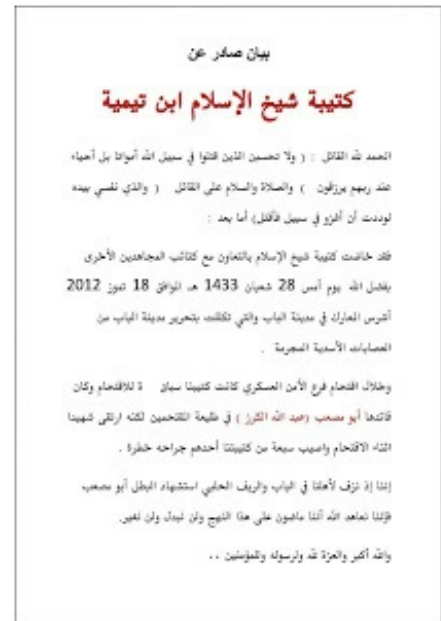 بيان صادر عن
كتيبة شيخ الإسلام ابن تيمية
الحمد لله القائل : ( ولا تحسبن الذين قتلوا في سبيل الله أمواتا بل أحياء
عند ربهم يرزقون ) والصلاة والسلام على القائل ( والذي نفسي بيده
لوددت أن أغزو في سبيل فأقتل) أما بعد :
فقد خاضت كتيبة شيخ الإسلام بالتعاون مع كتائب المجاهدين الأخرى
بفضل الله يوم أمس 28 شعبان 1433 هـ الموافق 18 تموز 2012
أشرس المعارك في مدينة الباب والتي تكللت بتحرير مدينة الباب من
العصابات الأسدية المجرمة .
وخلال اقتحام فرع الأمن العسكري كانت كتيبنا سباق ة للاقتحام وكان
قائدها أبو مصعب (عبد الله الكرز ) في طليعة المقتحمين لكنه ارتقى شهيدا
اثناء الاقتحام واصيب سبعة من كتيبتنا أحدهم جراحه خطرة .
إننا إذ نزف لأهلنا في الباب والريف الحلبي استشهاد البطل أبو مصعب
فإننا نعاهد الله أننا ماضون على هذا النهج ولن نبدل ولن نغير.
والله أكبر والعزة لله ولرسوله وللمؤمنين ..